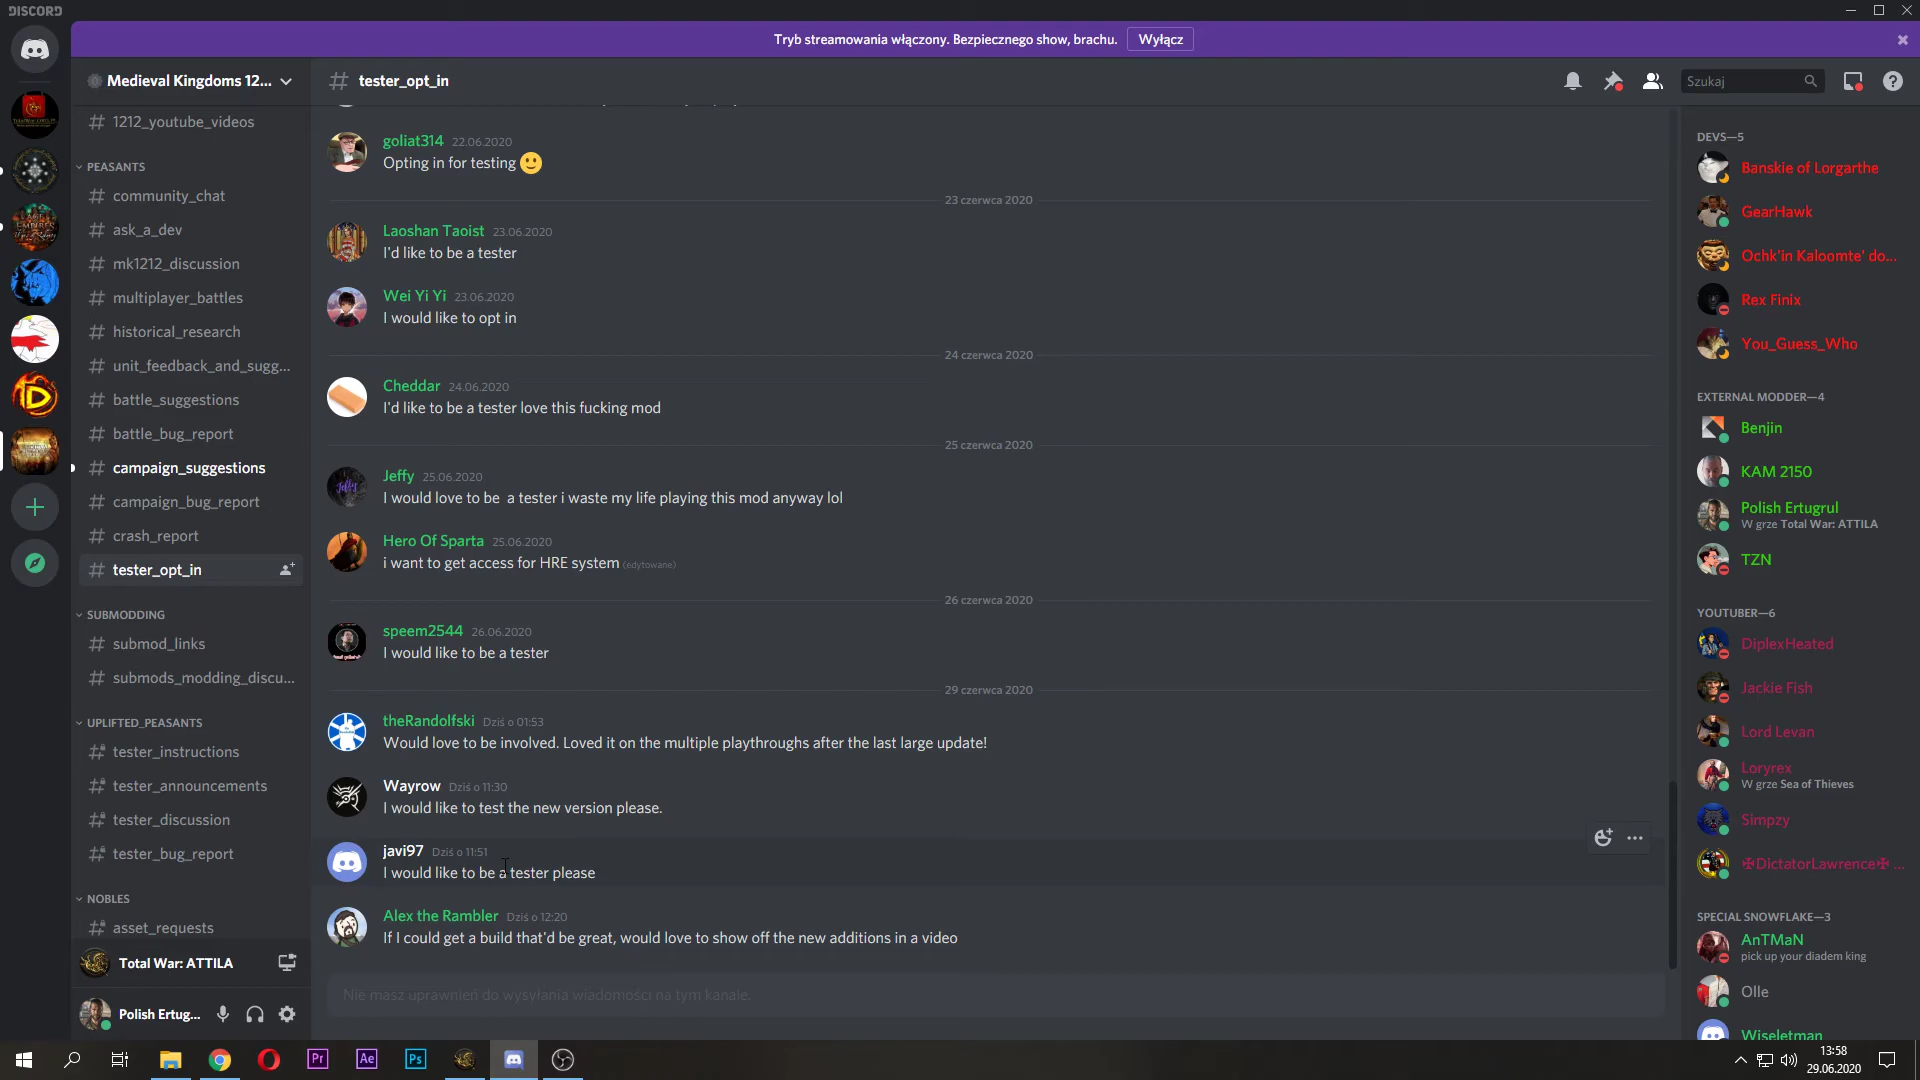 DISCORD
Tryb streamowania włączony. Bezpiecznego show, brachu.
Wyłącz
Medieval Kingdoms 12...
tester_opt_in
Szukaj
1212_youtube_videos
PEASANTS
community_chat
ask_a_dev
mk1212_discussion
multiplayer_battles
historical_research
unit_feedback_and_sugg...
battle_suggestions
battle_bug_report
campaign_suggestions
campaign_bug_report
crash_report
tester_opt_in
SUBMODDING
submod_links
submods_modding_discu...
UPLIFTED_PEASANTS
tester_instructions
tester_announcements
tester_discussion
tester_bug_report
NOBLES
asset_requests
Total War: ATTILA
Polish Ertug...
goliat314 22.06.2020
Opting in for testing
23 czerwca 2020
Laoshan Taoist 23.06.2020
I'd like to be a tester
Wei Yi Yi 23.06.2020
I would like to opt in
24 czerwca 2020
Cheddar 24.06.2020
I'd like to be a tester love this fucking mod
25 czerwca 2020
Jeffy 25.06.2020
I would love to be a tester i waste my life playing this mod anyway lol
Hero Of Sparta 25.06.2020
i want to get access for HRE system (edytowane)
26 czerwca 2020
speem2544 26.06.2020
I would like to be a tester
29 czerwca 2020
theRandolfski Dziś o 01:53
Would love to be involved. Loved it on the multiple playthroughs after the last large update!
Wayrow Dziś o 11:30
I would like to test the new version please.
javi97 Dziś o 11:51
I would like to be a tester please
Alex the Rambler Dziś o 12:20
If I could get a build that'd be great, would love to show off the new additions in a video
Nie masz uprawnień do wysyłania wiadomości na tym kanale.
DEVS—5
Banskie of Lorgarthe
GearHawk
Ochk'in Kaloomte' do...
Rex Finix
You_Guess_Who
EXTERNAL MODDER—4
Benjin
KAM 2150
Polish Ertugrul
W grze Total War: ATTILA
TZN
YOUTUBER—6
DiplexHeated
Jackie Fish
Lord Levan
Loryrex
W grze Sea of Thieves
Simpzy
✠DictatorLawrence✠ ...
SPECIAL SNOWFLAKE—3
AnTMaN
pick up your diadem king
Olle
Wiseletman
Pr
Ae
Ps
13:58
29.06.2020